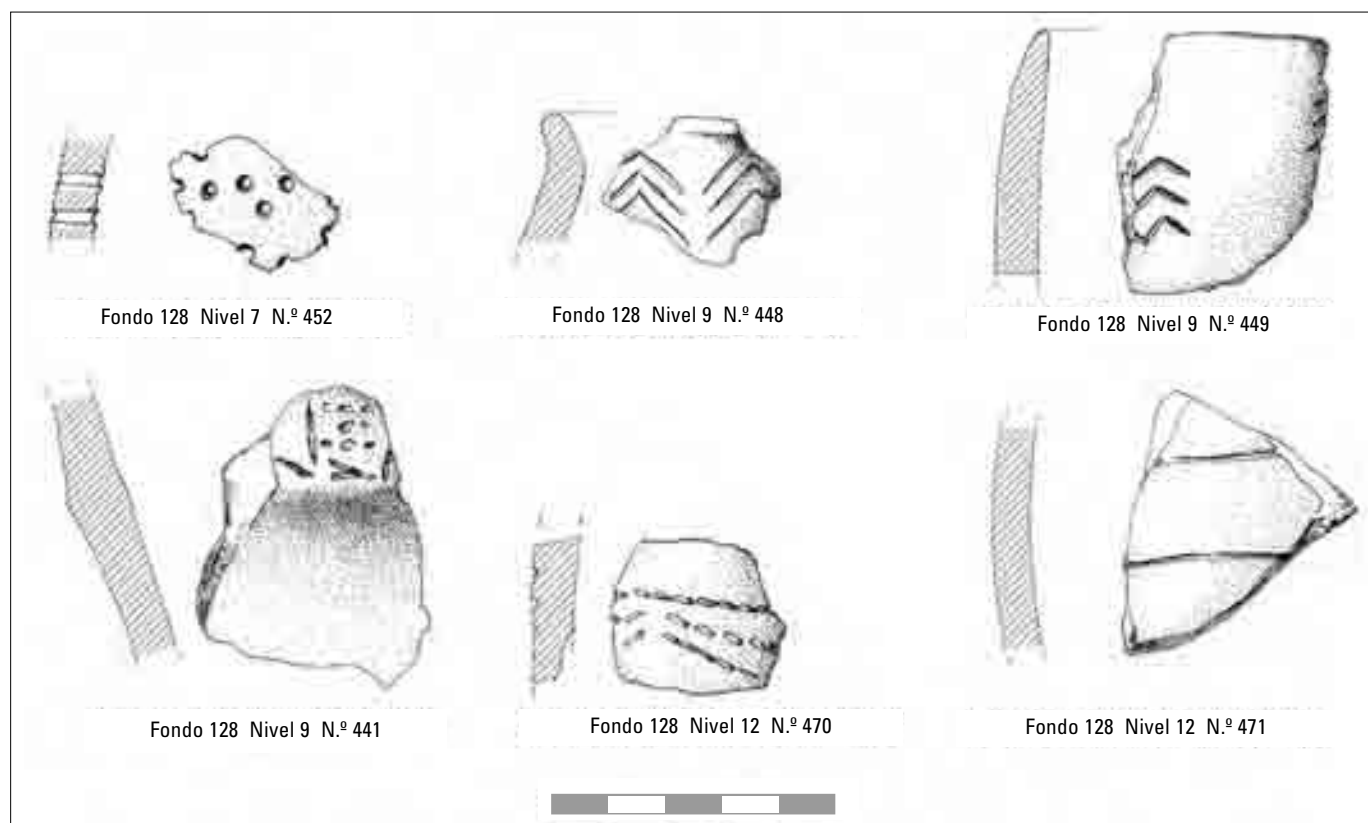 Fondo 128 Nivel 7 N.º 452
Fondo 128 Nivel 9 N.º 448
Fondo 128 Nivel 9 N.º 449
Fondo 128 Nivel 9 N.º 441
Fondo 128 Nivel 12 N.º 470
Fondo 128 Nivel 12 N.º 471